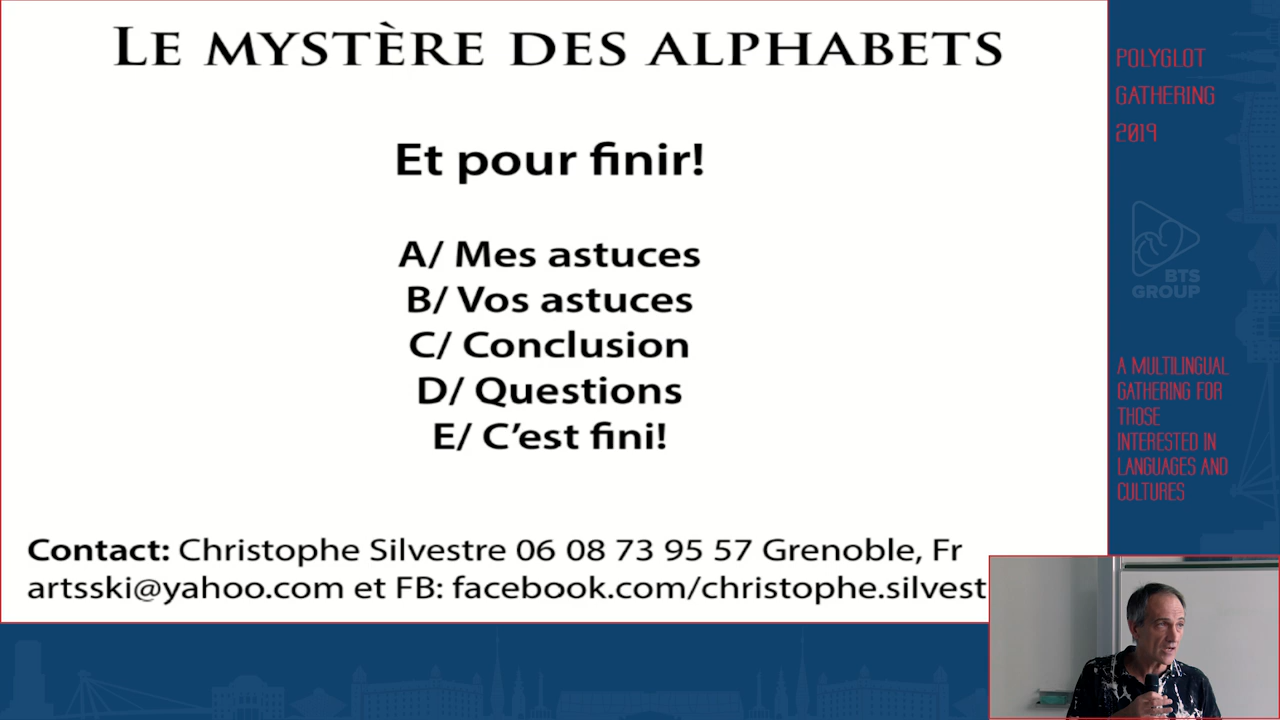 LE MYSTÈRE DES ALPHABETS
Et pour finir!
A/ Mes astuces
B/ Vos astuces
C/ Conclusion
D/ Questions
E/ C'est fini!
Contact: Christophe Silvestre 06 08 73 95 57 Grenoble, Fr
artsski@yahoo.com et FB: facebook.com/christophe.silvest
POLYGLOT
GATHERING
2019
BTS
GROUP
A MULTILINGUAL
GATHERING FOR
THOSE
INTERESTED IN
LANGUAGES AND
CULTURES